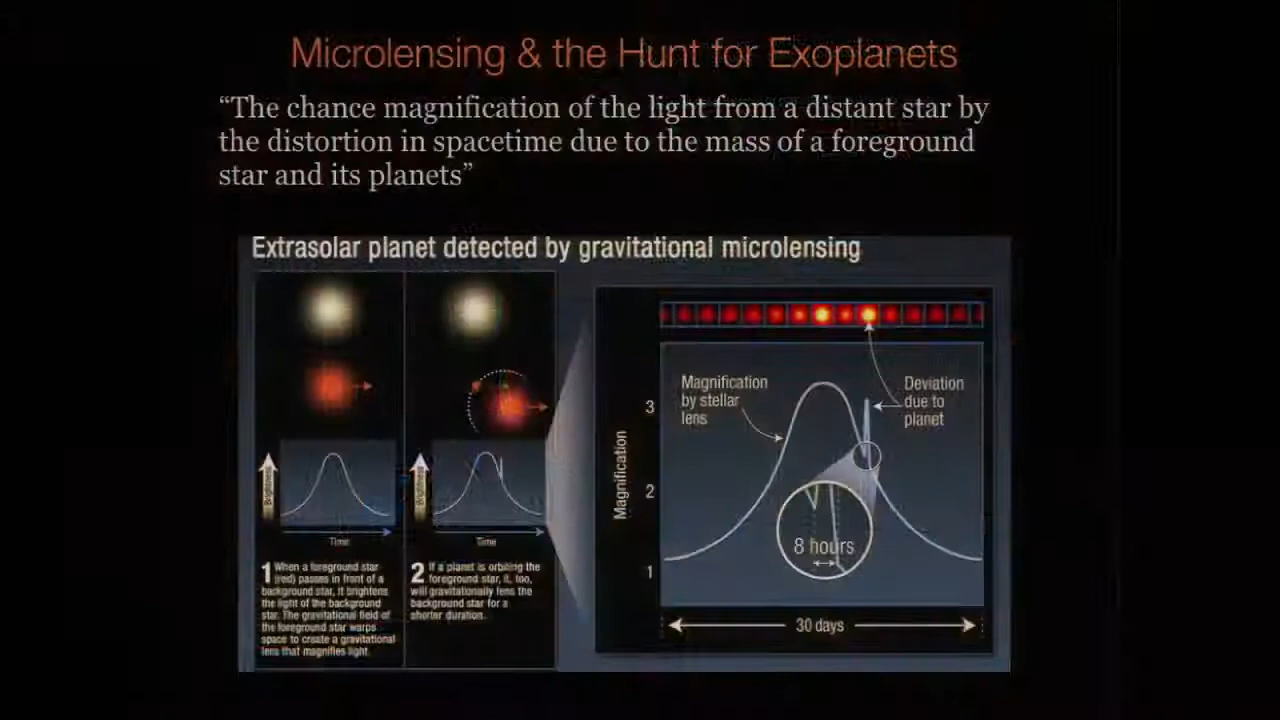 Microlensing & the Hunt for Exoplanets
“The chance magnification of the light from a distant star by
the distortion in spacetime due to the mass of a foreground
star and its planets”
Extrasolar planet detected by gravitational microlensing
Brightness
Time
1 When a foreground star
(red) passes in front of a
background star, it brightens
the light of the background
star. The gravitational field of
the foreground star warps
space to create a gravitational
lens that magnifies light.
Brightness
Time
2 If a planet is orbiting the
foreground star, it, too,
will gravitationally lens the
background star for a
shorter duration.
Magnification
3
2
1
Magnification
by stellar
lens
Deviation
due to
planet
8 hours
30 days